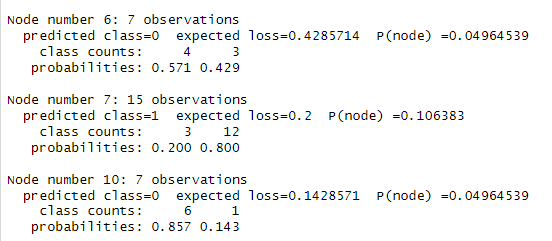 Node number 6: 7 observations
predicted class=0 expected loss=0.4285714 P(node) =0.04964539
class counts: 4 3
probabilities: 0.571 0.429
Node number 7: 15 observations
predicted class=1 expected loss=0.2 P(node) =0.106383
class counts: 3 12
probabilities: 0.200 0.800
Node number 10: 7 observations
predicted class=0 expected loss=0.1428571 P(node) =0.04964539
class counts: 6 1
probabilities: 0.857 0.143